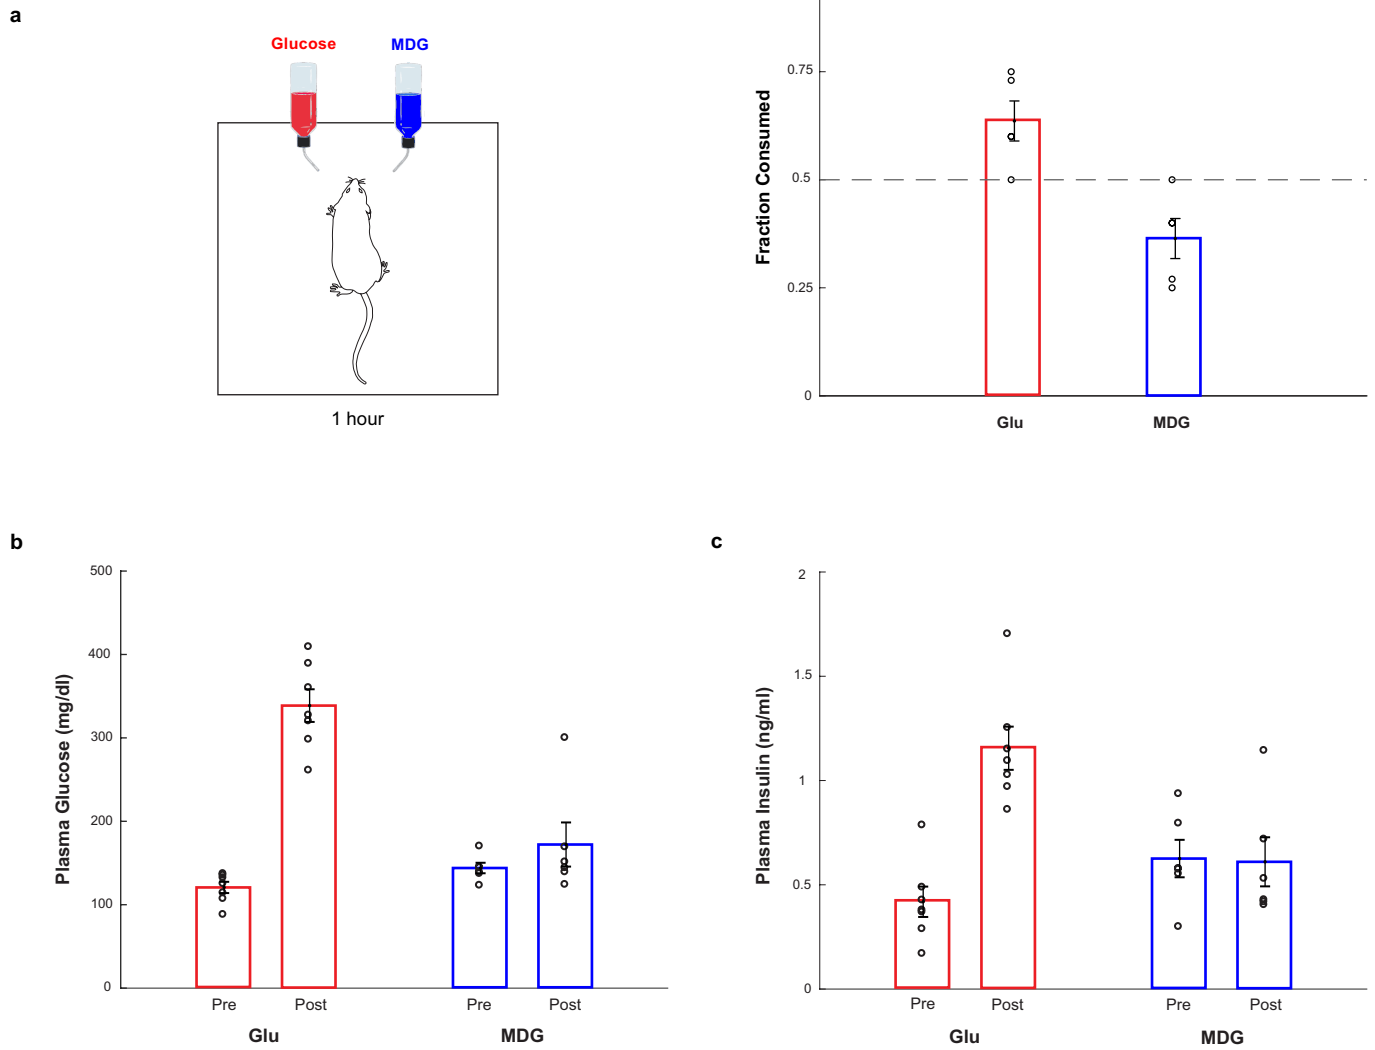 a
Glucose MDG
1 hour
Fraction Consumed
0.75
0.5
0.25
0
Glu MDG
b
Plasma Glucose (mg/dl)
500
400
300
200
100
0
Pre Post Pre Post
Glu MDG
c
Plasma Insulin (ng/ml)
2
1.5
1
0.5
0
Pre Post Pre Post
Glu MDG